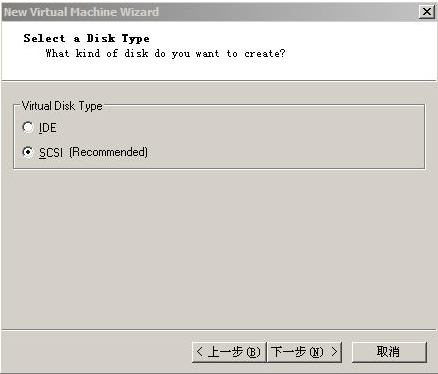 New Virtual Machine Wizard
Select a Disk Type
What kind of disk do you want to create?
Virtual Disk Type
IDE
SCSI (Recommended)
< 上一步(B) 下一步(N) > 取消